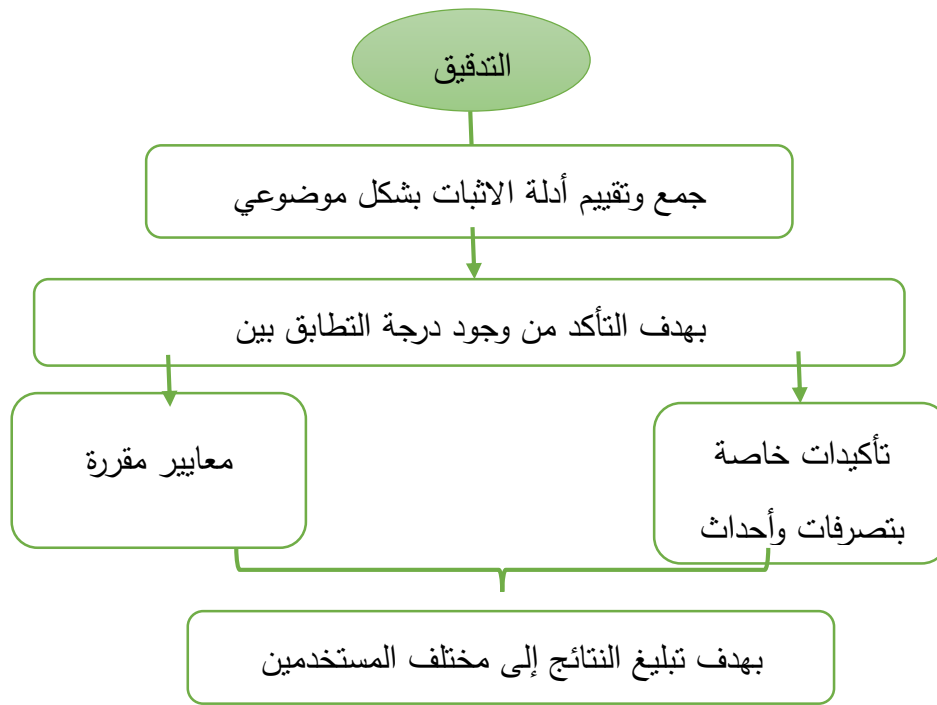 التدقيق
جمع وتقييم أدلة الاثبات بشكل موضوعي
بهدف التأكد من وجود درجة التطابق بين
تأكيدات خاصة
بتصرفات وأحداث
معايير مقررة
بهدف تبليغ النتائج إلى مختلف المستخدمين